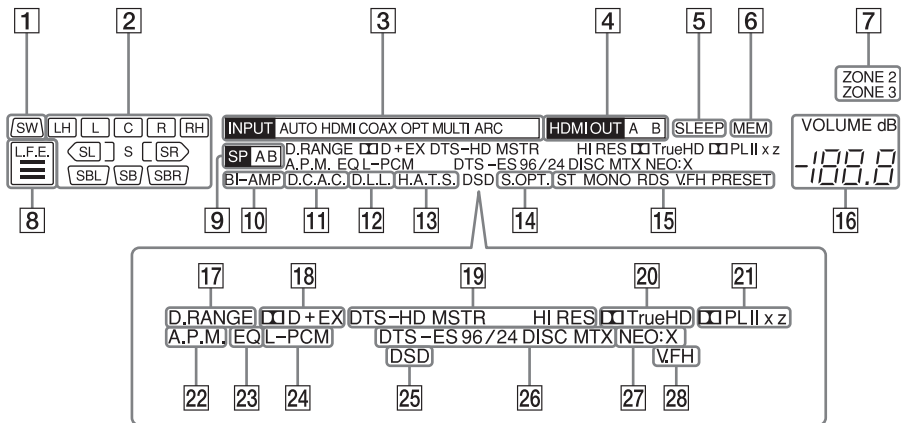 1 2 3 4 5 6 7
ZONE 2
ZONE 3
SW LH L C R RH INPUT AUTO HDMI COAX OPT MULTI ARC HDMI OUT A B SLEEP MEM VOLUME dB
L.F.E. SL S SR SP A B D.RANGE D + EX DTS-HD MSTR HI RES TrueHD PLII x z
A.P.M. EQ L-PCM DTS-ES 96/24 DISC MTX NEO:X -188.8
SBL SB SBR BI-AMP D.C.A.C. D.L.L. H.A.T.S. DSD S.OPT. ST MONO RDS V.FH PRESET
8 9 10 11 12 13 14 15 16
17 18 19 20 21
D.RANGE D + EX DTS-HD MSTR HI RES TrueHD PLII x z
A.P.M. EQ L-PCM DTS-ES 96/24 DISC MTX NEO:X
DSD V.FH
22 23 24 25 26 27 28